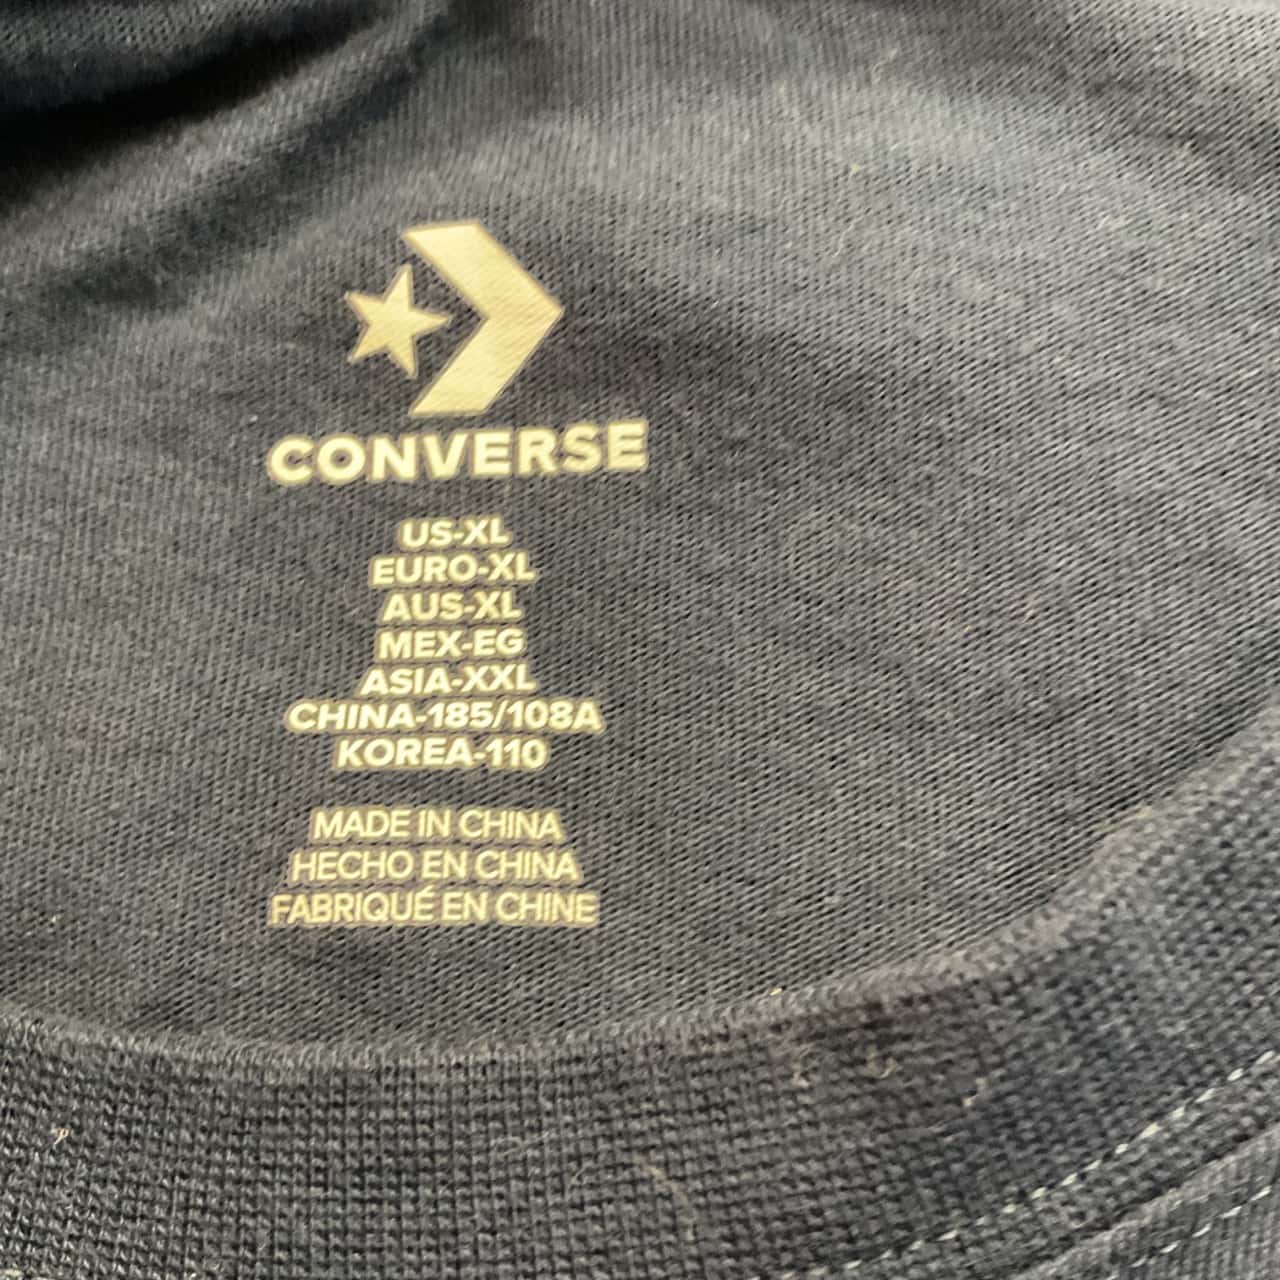 CONVERSE
US-XL
EURO-XL
AUS-XL
MEX-EG
ASIA-XXL
CHINA-185/108A
KOREA-110
MADE IN CHINA
HECHO EN CHINA
FABRIQUÉ EN CHINE